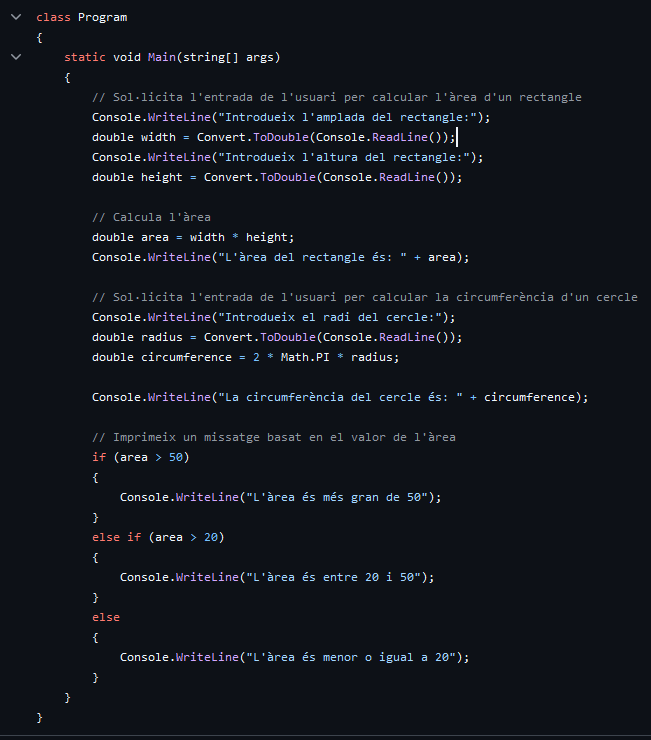 class Program
{
static void Main(string[] args)
{
// Sol·licita l'entrada de l'usuari per calcular l'àrea d'un rectangle
Console.WriteLine("Introdueix l'amplada del rectangle:");
double width = Convert.ToDouble(Console.ReadLine());
Console.WriteLine("Introdueix l'altura del rectangle:");
double height = Convert.ToDouble(Console.ReadLine());
// Calcula l'àrea
double area = width * height;
Console.WriteLine("L'àrea del rectangle és: " + area);
// Sol·licita l'entrada de l'usuari per calcular la circumferència d'un cercle
Console.WriteLine("Introdueix el radi del cercle:");
double radius = Convert.ToDouble(Console.ReadLine());
double circumference = 2 * Math.PI * radius;
Console.WriteLine("La circumferència del cercle és: " + circumference);
// Imprimeix un missatge basat en el valor de l'àrea
if (area > 50)
{
Console.WriteLine("L'àrea és més gran de 50");
}
else if (area > 20)
{
Console.WriteLine("L'àrea és entre 20 i 50");
}
else
{
Console.WriteLine("L'àrea és menor o igual a 20");
}
}
}